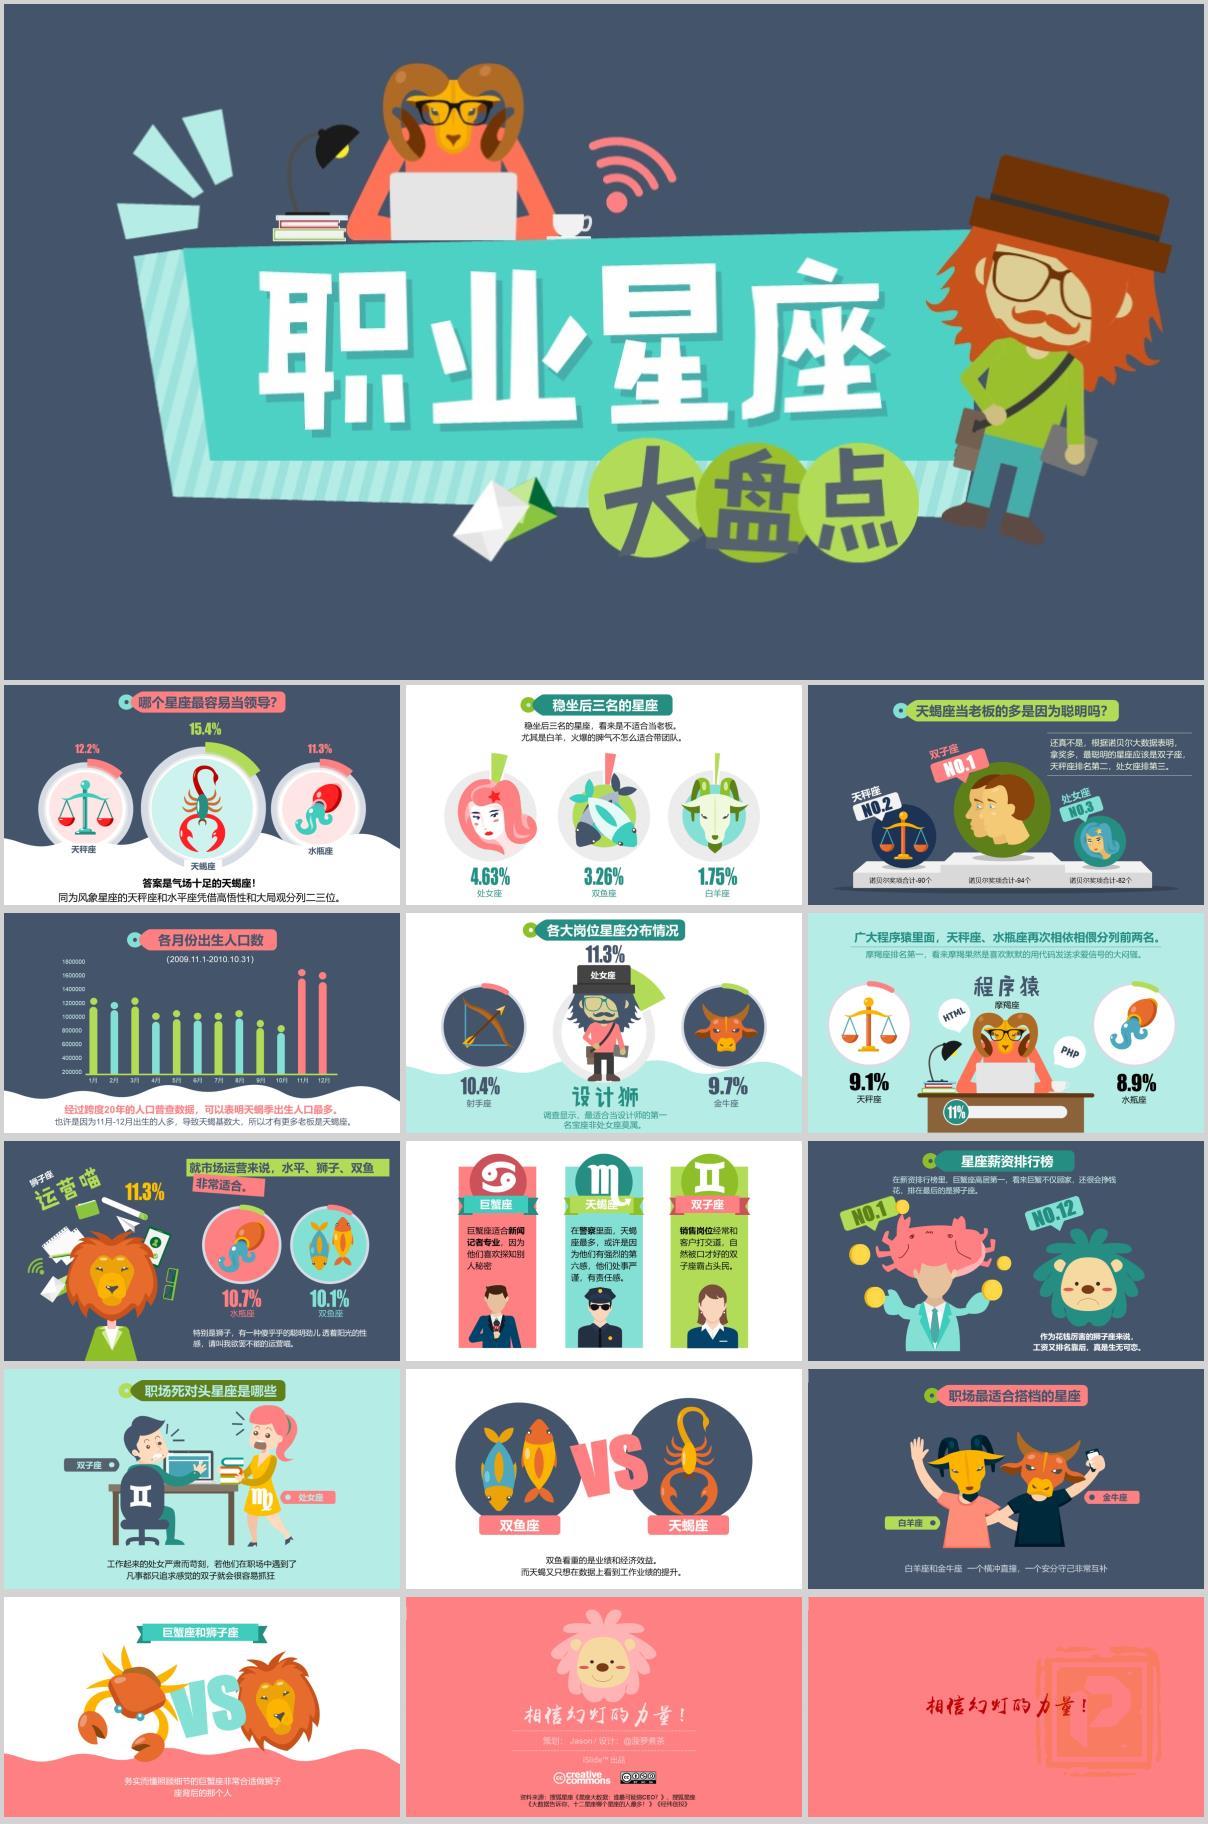 职业星座
大盘点
哪个星座最容易当领导?
15.4%
12.2%
11.3%
天秤座
天蝎座
水瓶座
答案是气场十足的天蝎座!
同为风象星座的天秤座和水平座凭借高悟性和大局观分列二三位。
稳坐后三名的星座
稳坐后三名的星座，看来是不适合当老板。
尤其是白羊，火爆的脾气不怎么适合带团队。
4.63%
处女座
3.26%
双鱼座
1.75%
白羊座
天蝎座当老板的多是因为聪明吗?
还真不是，根据诺贝尔大数据表明，
拿奖多，最聪明的星座应该是双子座，
天秤座排名第二，处女座排第三。
双子座
NO.1
天秤座
NO.2
处女座
NO.3
诺贝尔奖项合计-90个
诺贝尔奖项合计-94个
诺贝尔奖项合计-82个
各月份出生人口数
(2009.11.1-2010.10.31)
1800000
1600000
1400000
1200000
1000000
800000
600000
400000
200000
1月 2月 3月 4月 5月 6月 7月 8月 9月 10月 11月 12月
经过跨度20年的人口普查数据，可以表明天蝎季出生人口最多。
也许是因为11月-12月出生的人多，导致天蝎基数大，所以才有更多老板是天蝎座。
各大岗位星座分布情况
11.3%
处女座
10.4%
射手座
9.7%
金牛座
设计狮
调查显示，最适合当设计师的第一
名宝座非处女座莫属。
广大程序猿里面，天秤座、水瓶座再次相依相偎分列前两名。
摩羯座排名第一，看来摩羯果然是喜欢默默的用代码发送求爱信号的大闷骚。
程序猿
摩羯座
HTML
PHP
9.1%
天秤座
8.9%
水瓶座
11%
狮子座
运营喵
11.3%
就市场运营来说，水平、狮子、双鱼
非常适合。
10.7%
水瓶座
10.1%
双鱼座
特别是狮子，有一种傻乎乎的聪明劲儿 透着阳光的性
感，请叫我欲罢不能的运营喵。
巨蟹座
巨蟹座适合新闻
记者专业，因为
他们喜欢探知别
人秘密
天蝎座
在警察里面，天蝎
座最多，或许是因
为他们有强烈的第
六感，他们处事严
谨，有责任感。
双子座
销售岗位经常和
客户打交道，自
然被口才好的双
子座霸占头民。
星座薪资排行榜
在薪资排行榜里，巨蟹座高居第一，看来巨蟹不仅顾家，还很会挣钱
花，排在最后的是狮子座。
NO.1
NO.12
作为花钱厉害的狮子座来说，
工资又排名靠后，真是生无可恋。
职场死对头星座是哪些
双子座
处女座
工作起来的处女严肃而苛刻，若他们在职场中遇到了
凡事都只追求感觉的双子就会很容易抓狂
VS
双鱼座
天蝎座
双鱼看重的是业绩和经济效益。
而天蝎又只想在数据上看到工作业绩的提升。
职场最适合搭档的星座
金牛座
白羊座
白羊座和金牛座 一个横冲直撞，一个安分守己非常互补
巨蟹座和狮子座
VS
务实而懂照顾细节的巨蟹座非常合适做狮子
座背后的那个人
相信幻灯的力量!
策划: Jason / 设计: @菠萝煮茶
iSlide™ 出品
creative commons
资料来源：搜狐星座《星座大数据：谁最可能当CEO？》，搜狐星座
《大数据告诉你，十二星座哪个星座的人最多！》《经纬创投》
相信幻灯的力量!